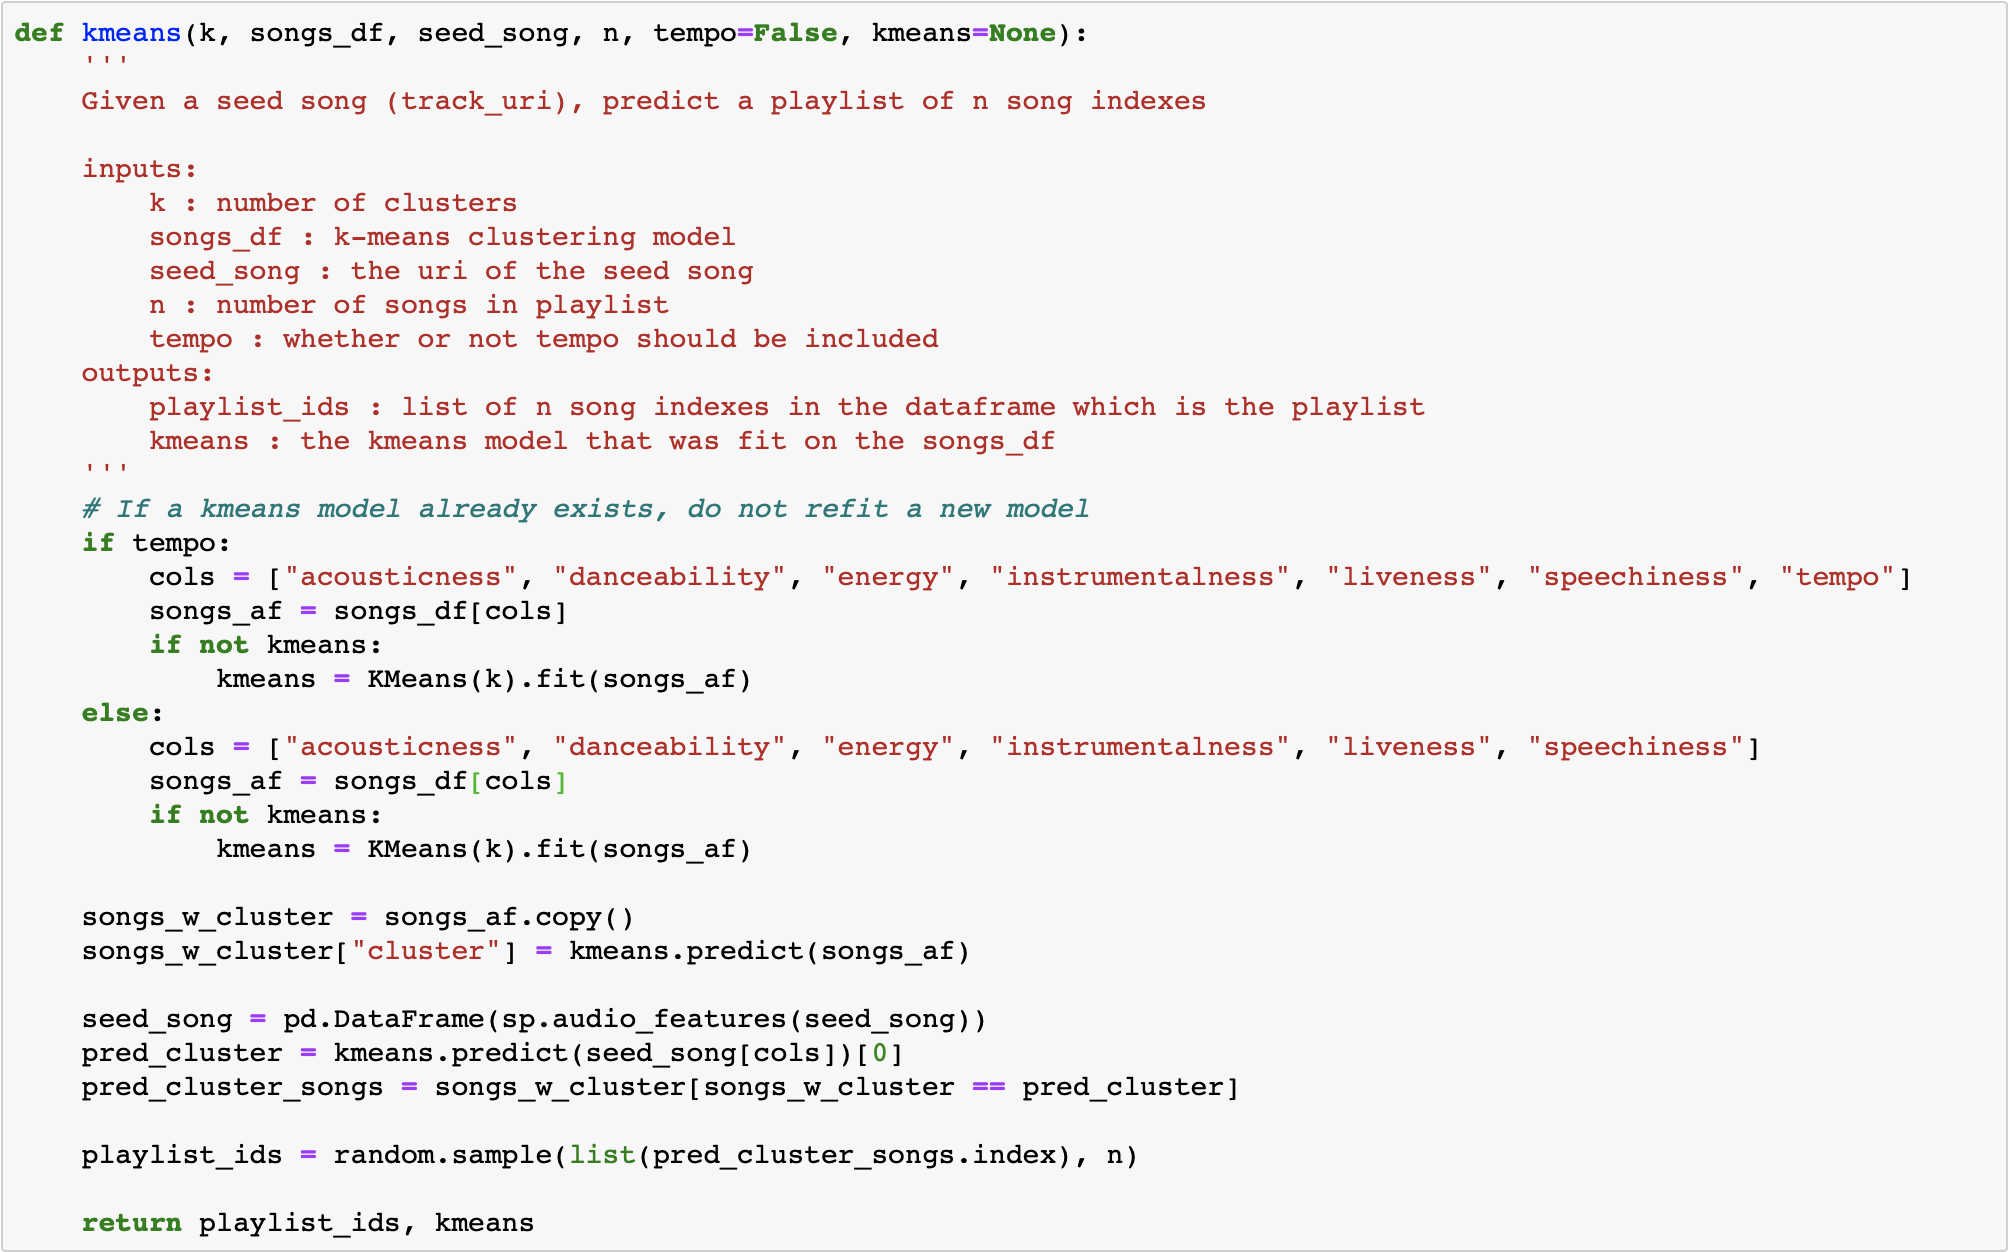 def kmeans(k, songs_df, seed_song, n, tempo=False, kmeans=None):
    '''
    Given a seed song (track_uri), predict a playlist of n song indexes

    inputs:
        k : number of clusters
        songs_df : k-means clustering model
        seed_song : the uri of the seed song
        n : number of songs in playlist
        tempo : whether or not tempo should be included
    outputs:
        playlist_ids : list of n song indexes in the dataframe which is the playlist
        kmeans : the kmeans model that was fit on the songs_df
    '''
    # If a kmeans model already exists, do not refit a new model
    if tempo:
        cols = ["acousticness", "danceability", "energy", "instrumentalness", "liveness", "speechiness", "tempo"]
        songs_af = songs_df[cols]
        if not kmeans:
            kmeans = KMeans(k).fit(songs_af)
    else:
        cols = ["acousticness", "danceability", "energy", "instrumentalness", "liveness", "speechiness"]
        songs_af = songs_df[cols]
        if not kmeans:
            kmeans = KMeans(k).fit(songs_af)

    songs_w_cluster = songs_af.copy()
    songs_w_cluster["cluster"] = kmeans.predict(songs_af)

    seed_song = pd.DataFrame(sp.audio_features(seed_song))
    pred_cluster = kmeans.predict(seed_song[cols])[0]
    pred_cluster_songs = songs_w_cluster[songs_w_cluster == pred_cluster]

    playlist_ids = random.sample(list(pred_cluster_songs.index), n)

    return playlist_ids, kmeans